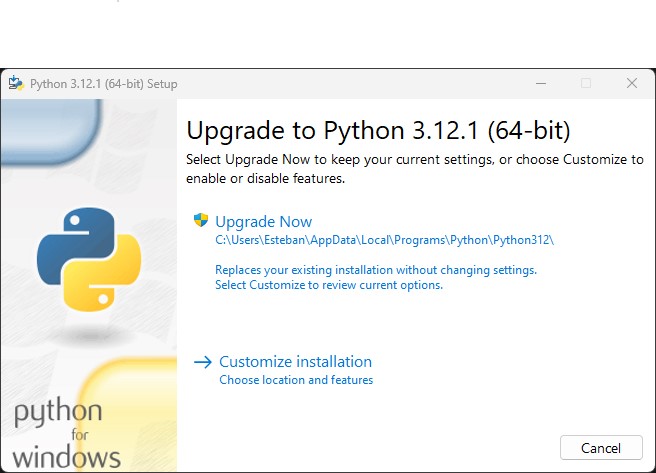 Python 3.12.1 (64-bit) Setup
Upgrade to Python 3.12.1 (64-bit)
Select Upgrade Now to keep your current settings, or choose Customize to
enable or disable features.
Upgrade Now
C:\Users\Esteban\AppData\Local\Programs\Python\Python312\
Replaces your existing installation without changing settings.
Select Customize to review current options.
Customize installation
Choose location and features
python
for
windows
Cancel